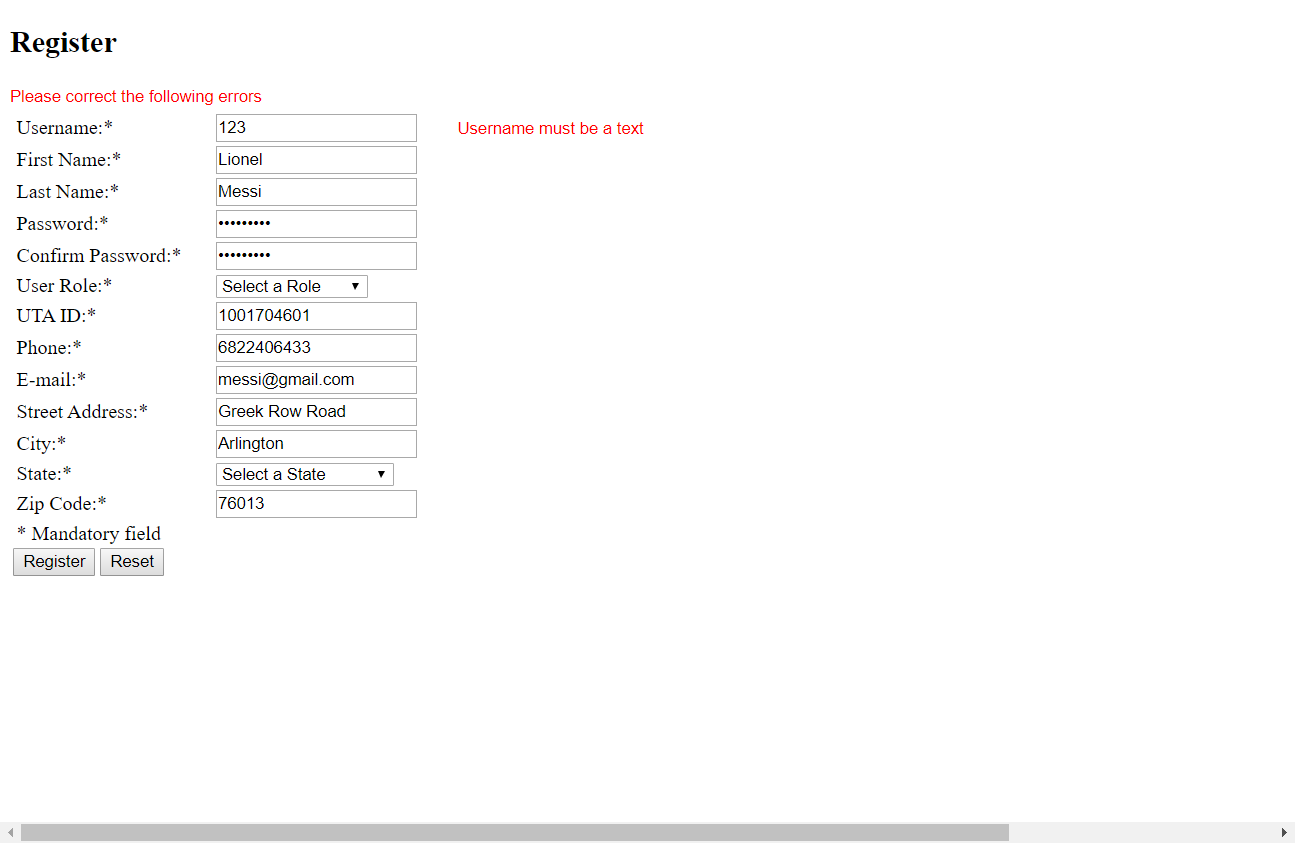 Register
Please correct the following errors
Username:* 123 Username must be a text
First Name:* Lionel
Last Name:* Messi
Password:* •••••••••
Confirm Password:* •••••••••
User Role:* Select a Role
UTA ID:* 1001704601
Phone:* 6822406433
E-mail:* messi@gmail.com
Street Address:* Greek Row Road
City:* Arlington
State:* Select a State
Zip Code:* 76013
* Mandatory field
Register Reset